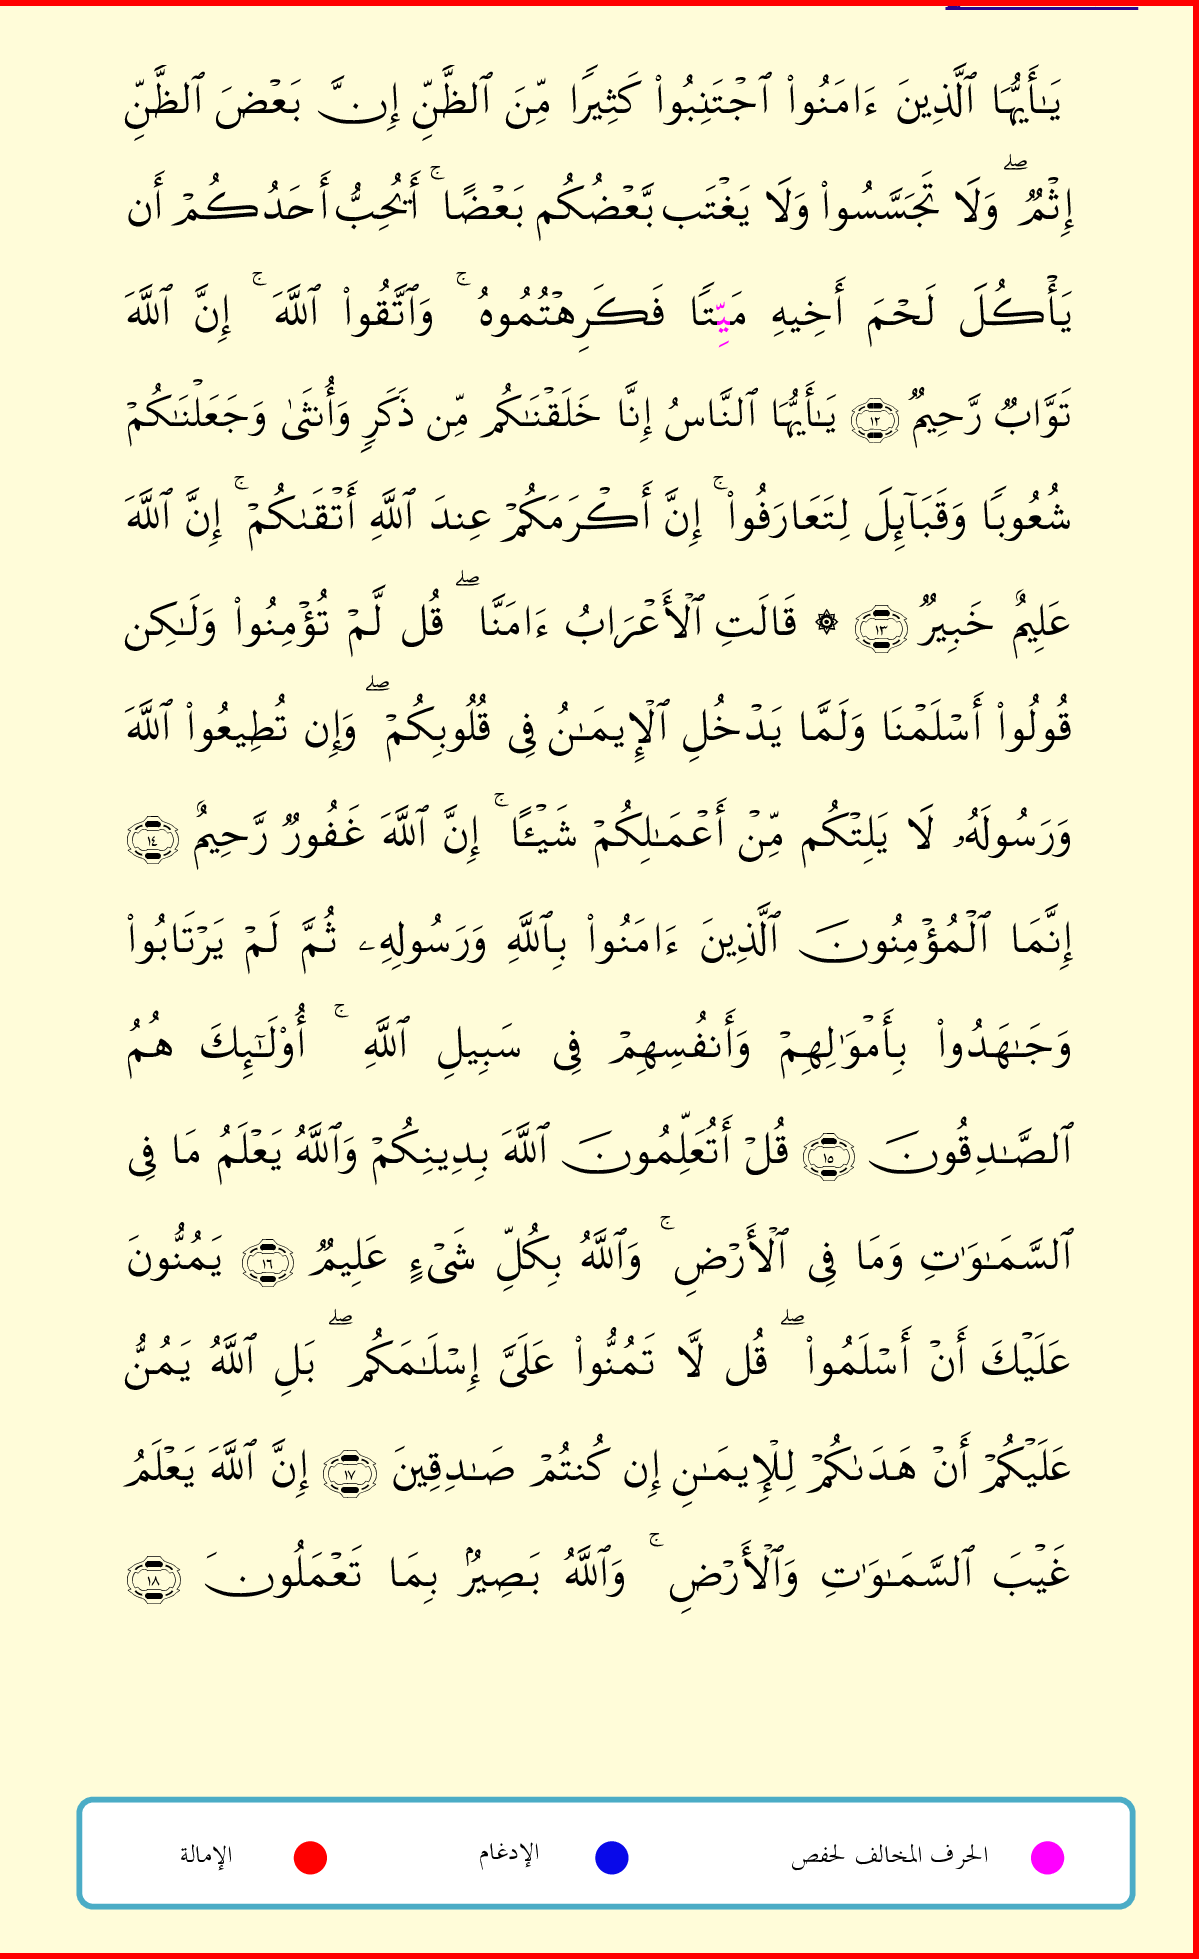 يَـٰٓأَيُّهَا ٱلَّذِينَ ءَامَنُوا۟ ٱجْتَنِبُوا۟ كَثِيرًا مِّنَ ٱلظَّنِّ إِنَّ بَعْضَ ٱلظَّنِّ
إِثْمٌ ۖ وَلَا تَجَسَّسُوا۟ وَلَا يَغْتَب بَّعْضُكُم بَعْضًا ۚ أَيُحِبُّ أَحَدُكُمْ أَن
يَأْكُلَ لَحْمَ أَخِيهِ مَيِّتًا فَكَرِهْتُمُوهُ ۚ وَٱتَّقُوا۟ ٱللَّهَ ۚ إِنَّ ٱللَّهَ
تَوَّابٌ رَّحِيمٌ ١٢ يَـٰٓأَيُّهَا ٱلنَّاسُ إِنَّا خَلَقْنَـٰكُم مِّن ذَكَرٍ وَأُنثَىٰ وَجَعَلْنَـٰكُمْ
شُعُوبًا وَقَبَآئِلَ لِتَعَارَفُوا۟ ۚ إِنَّ أَكْرَمَكُمْ عِندَ ٱللَّهِ أَتْقَىٰكُمْ ۚ إِنَّ ٱللَّهَ
عَلِيمٌ خَبِيرٌ ١٣ ۞ قَالَتِ ٱلْأَعْرَابُ ءَامَنَّا ۖ قُل لَّمْ تُؤْمِنُوا۟ وَلَـٰكِن
قُولُوا۟ أَسْلَمْنَا وَلَمَّا يَدْخُلِ ٱلْإِيمَـٰنُ فِى قُلُوبِكُمْ ۖ وَإِن تُطِيعُوا۟ ٱللَّهَ
وَرَسُولَهُۥ لَا يَلِتْكُم مِّنْ أَعْمَـٰلِكُمْ شَيْـًٔا ۚ إِنَّ ٱللَّهَ غَفُورٌ رَّحِيمٌ ١٤
إِنَّمَا ٱلْمُؤْمِنُونَ ٱلَّذِينَ ءَامَنُوا۟ بِٱللَّهِ وَرَسُولِهِۦ ثُمَّ لَمْ يَرْتَابُوا۟
وَجَـٰهَدُوا۟ بِأَمْوَٰلِهِمْ وَأَنفُسِهِمْ فِى سَبِيلِ ٱللَّهِ ۚ أُو۟لَـٰٓئِكَ هُمُ
ٱلصَّـٰدِقُونَ ١٥ قُلْ أَتُعَلِّمُونَ ٱللَّهَ بِدِينِكُمْ وَٱللَّهُ يَعْلَمُ مَا فِى
ٱلسَّمَـٰوَٰتِ وَمَا فِى ٱلْأَرْضِ ۚ وَٱللَّهُ بِكُلِّ شَىْءٍ عَلِيمٌ ١٦ يَمُنُّونَ
عَلَيْكَ أَنْ أَسْلَمُوا۟ ۖ قُل لَّا تَمُنُّوا۟ عَلَىَّ إِسْلَـٰمَكُم ۖ بَلِ ٱللَّهُ يَمُنُّ
عَلَيْكُمْ أَنْ هَدَىٰكُمْ لِلْإِيمَـٰنِ إِن كُنتُمْ صَـٰدِقِينَ ١٧ إِنَّ ٱللَّهَ يَعْلَمُ
غَيْبَ ٱلسَّمَـٰوَٰتِ وَٱلْأَرْضِ ۚ وَٱللَّهُ بَصِيرٌۢ بِمَا تَعْمَلُونَ ١٨
الحرف المخالف لحفص الإدغام الإمالة